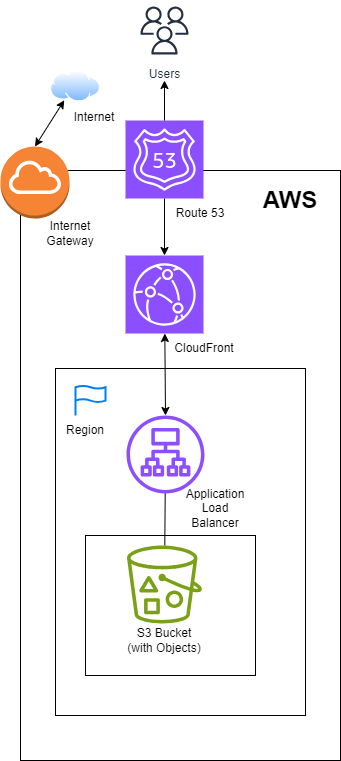 Users
Internet
53
Route 53
AWS
Internet
Gateway
CloudFront
Region
Application
Load
Balancer
S3 Bucket
(with Objects)